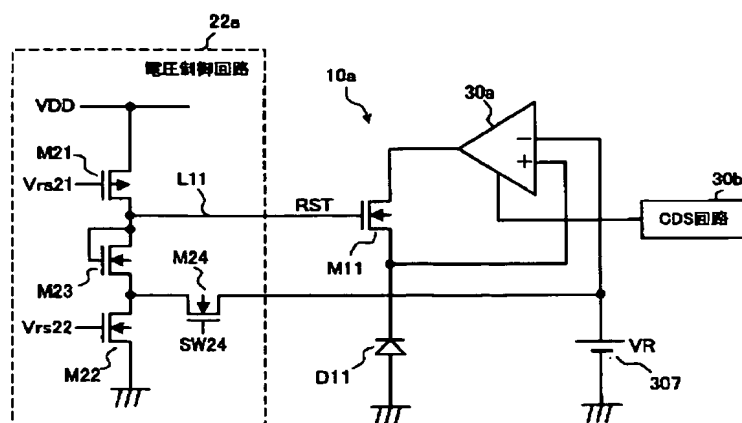 22a
電圧制御回路
VDD
M21
Vrs21
L11
RST
M11
M23
M24
Vrs22
SW24
M22
10a
30a
−
+
30b
CDS回路
D11
VR
307